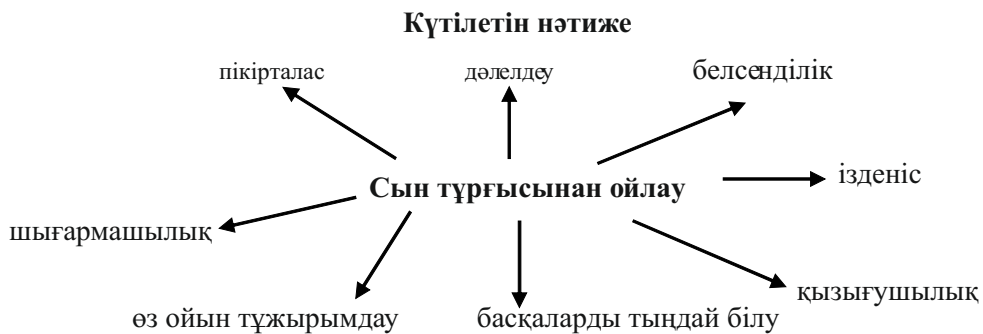 Күтілетін нәтиже
пікірталас
дәлелдеу
белсенділік
Сын тұрғысынан ойлау
ізденіс
шығармашылық
қызығушылық
өз ойын тұжырымдау
басқаларды тыңдай білу